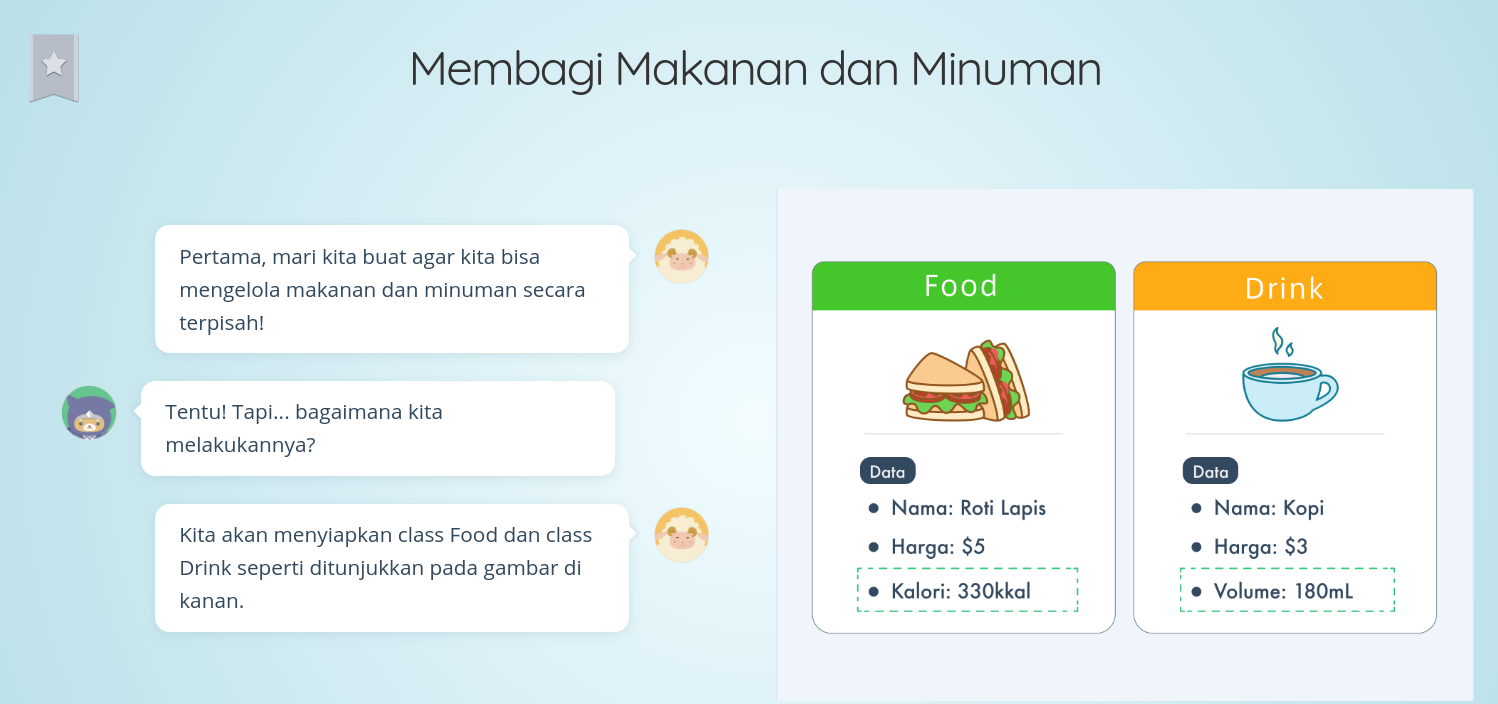 Membagi Makanan dan Minuman
Pertama, mari kita buat agar kita bisa
mengelola makanan dan minuman secara
terpisah!
Tentu! Tapi... bagaimana kita
melakukannya?
Kita akan menyiapkan class Food dan class
Drink seperti ditunjukkan pada gambar di
kanan.
Food
Data
Nama: Roti Lapis
Harga: $5
Kalori: 330kkal
Drink
Data
Nama: Kopi
Harga: $3
Volume: 180mL